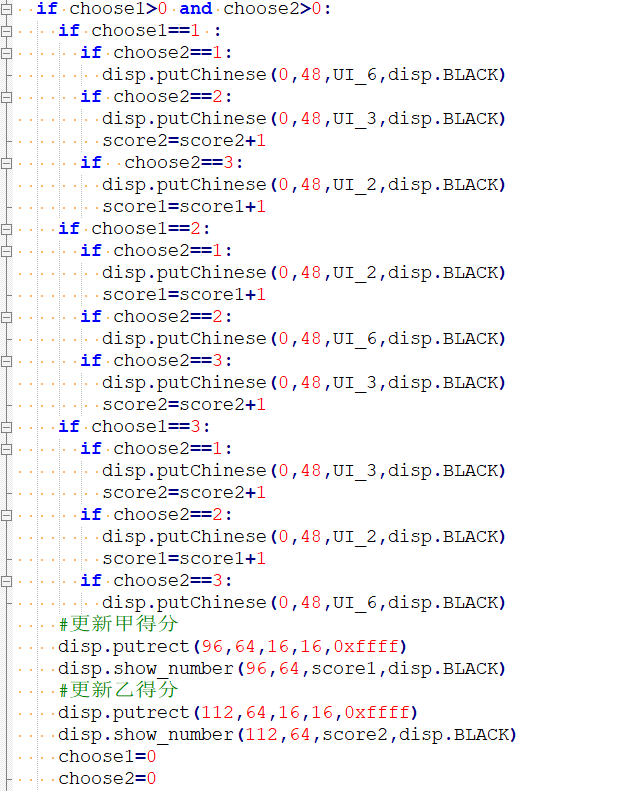 if choose1>0 and choose2>0:
if choose1==1 :
if choose2==1:
disp.putChinese(0,48,UI_6,disp.BLACK)
if choose2==2:
disp.putChinese(0,48,UI_3,disp.BLACK)
score2=score2+1
if  choose2==3:
disp.putChinese(0,48,UI_2,disp.BLACK)
score1=score1+1
if choose1==2:
if choose2==1:
disp.putChinese(0,48,UI_2,disp.BLACK)
score1=score1+1
if choose2==2:
disp.putChinese(0,48,UI_6,disp.BLACK)
if choose2==3:
disp.putChinese(0,48,UI_3,disp.BLACK)
score2=score2+1
if choose1==3:
if choose2==1:
disp.putChinese(0,48,UI_3,disp.BLACK)
score2=score2+1
if choose2==2:
disp.putChinese(0,48,UI_2,disp.BLACK)
score1=score1+1
if choose2==3:
disp.putChinese(0,48,UI_6,disp.BLACK)
#更新甲得分
disp.putrect(96,64,16,16,0xffff)
disp.show_number(96,64,score1,disp.BLACK)
#更新乙得分
disp.putrect(112,64,16,16,0xffff)
disp.show_number(112,64,score2,disp.BLACK)
choose1=0
choose2=0